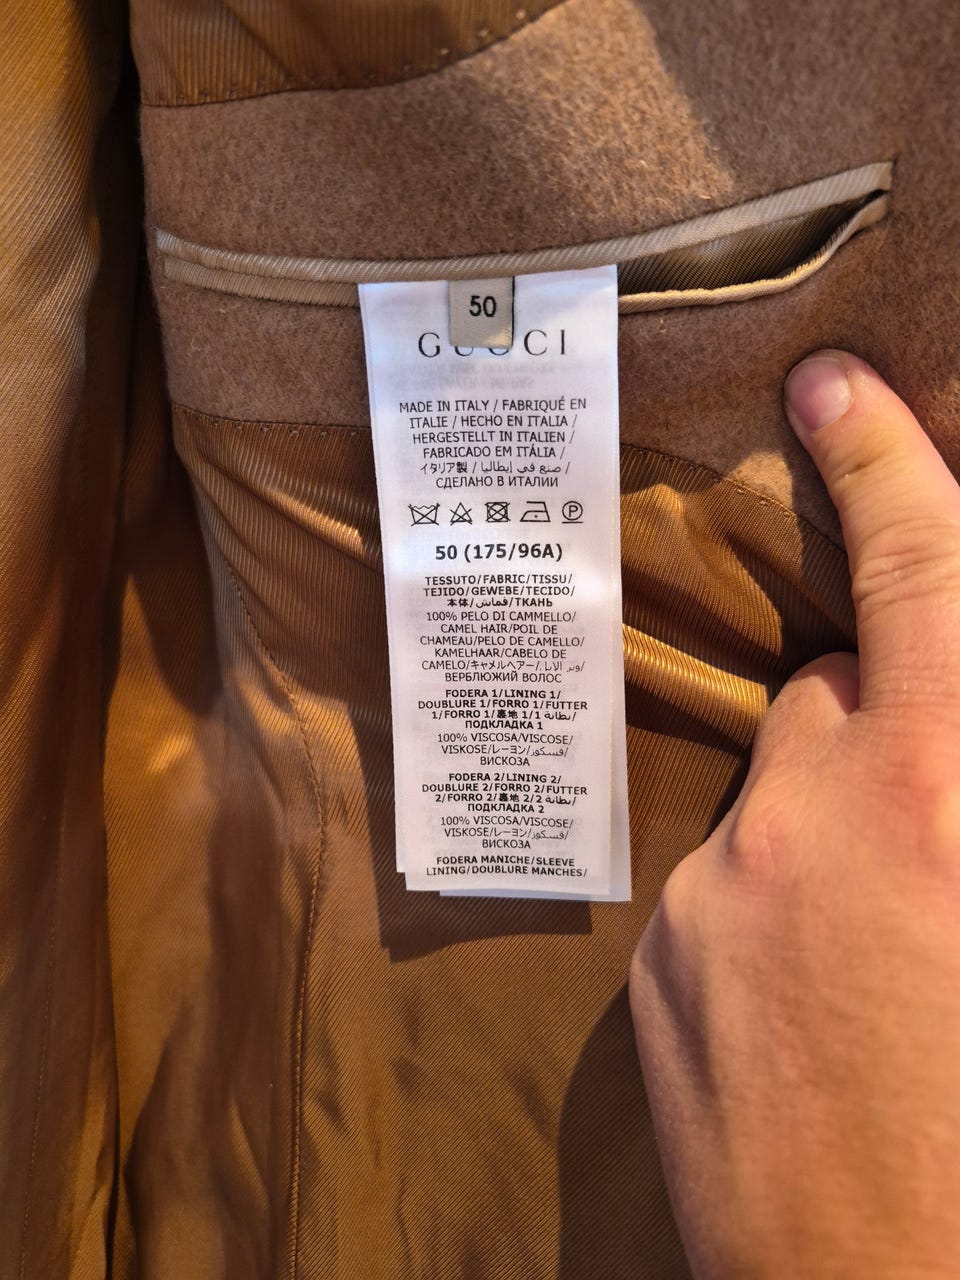 50
GUCCI
MADE IN ITALY / FABRIQUÉ EN
ITALIE / HECHO EN ITALIA /
HERGESTELLT IN ITALIEN /
FABRICADO EM ITÁLIA /
イタリア製 / صنع في إيطاليا /
СДЕЛАНО В ИТАЛИИ
P
50 (175/96A)
TESSUTO/FABRIC/TISSU/
TEJIDO/GEWEBE/TECIDO/
本体/قماش/ТКАНЬ
100% PELO DI CAMMELLO/
CAMEL HAIR/POIL DE
CHAMEAU/PELO DE CAMELLO/
KAMELHAAR/CABELO DE
CAMELO/キャメルヘアー/وبر الإبل/
ВЕРБЛЮЖИЙ ВОЛОС
FODERA 1/LINING 1/
DOUBLURE 1/FORRO 1/FUTTER
1/FORRO 1/裏地 1/بطانة 1/
ПОДКЛАДКА 1
100% VISCOSA/VISCOSE/
VISKOSE/レーヨン/فسكوز/
ВИСКОЗА
FODERA 2/LINING 2/
DOUBLURE 2/FORRO 2/FUTTER
2/FORRO 2/裏地 2/بطانة 2/
ПОДКЛАДКА 2
100% VISCOSA/VISCOSE/
VISKOSE/レーヨン/فسكوز/
ВИСКОЗА
FODERA MANICHE/SLEEVE
LINING/DOUBLURE MANCHES/